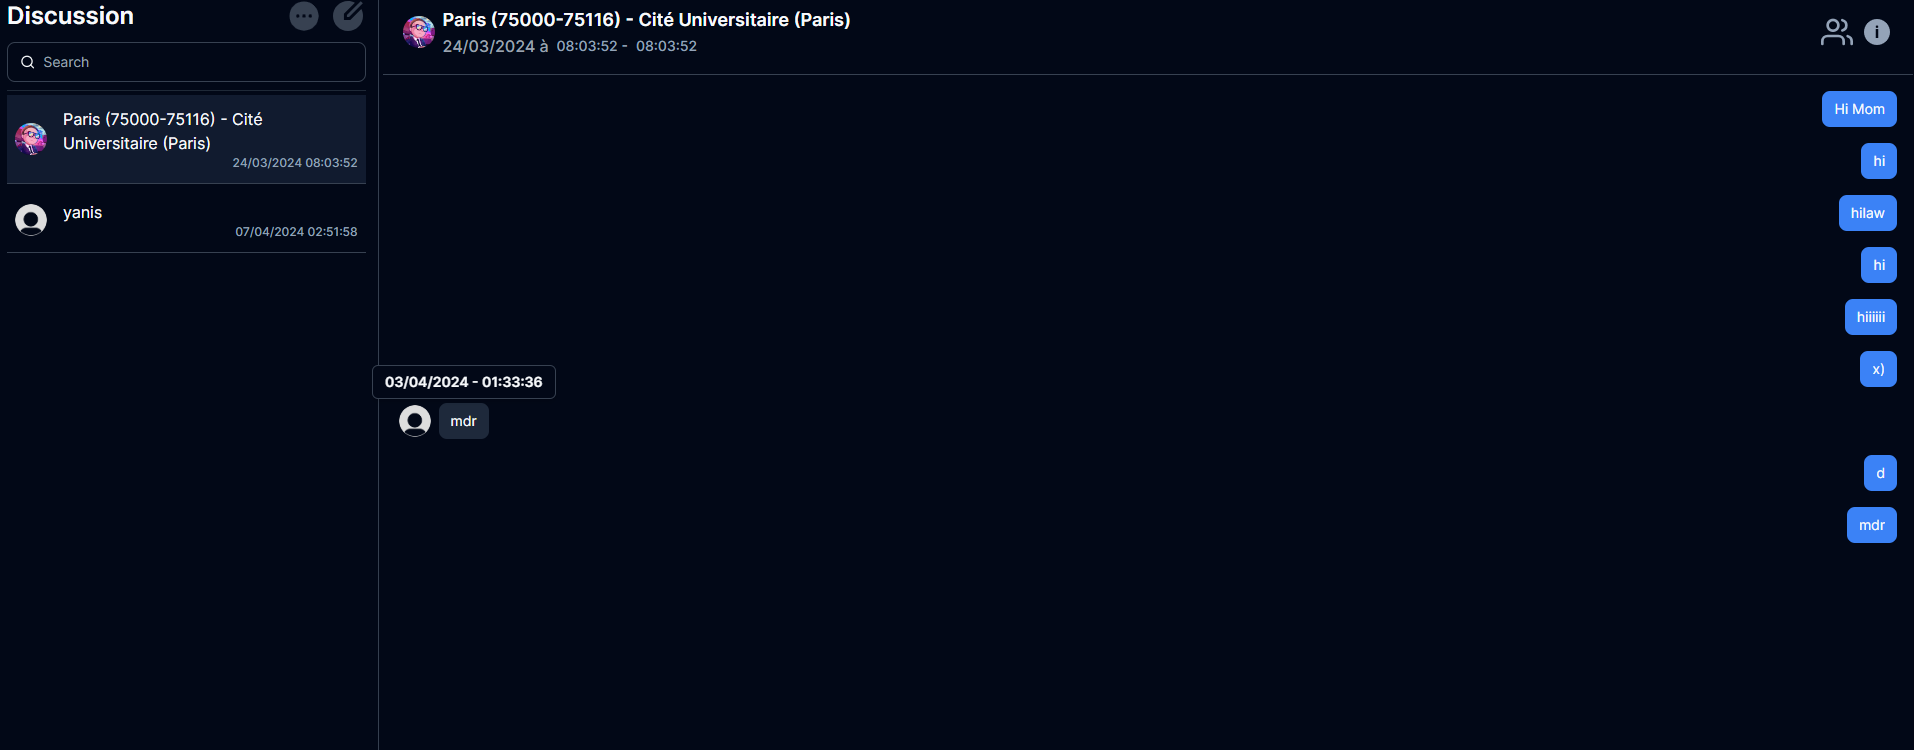 Discussion
Search
Paris (75000-75116) - Cité
Universitaire (Paris)
24/03/2024 08:03:52
yanis
07/04/2024 02:51:58
Paris (75000-75116) - Cité Universitaire (Paris)
24/03/2024 à 08:03:52 - 08:03:52
Hi Mom
hi
hilaw
hi
hiiiiii
x)
03/04/2024 - 01:33:36
mdr
d
mdr